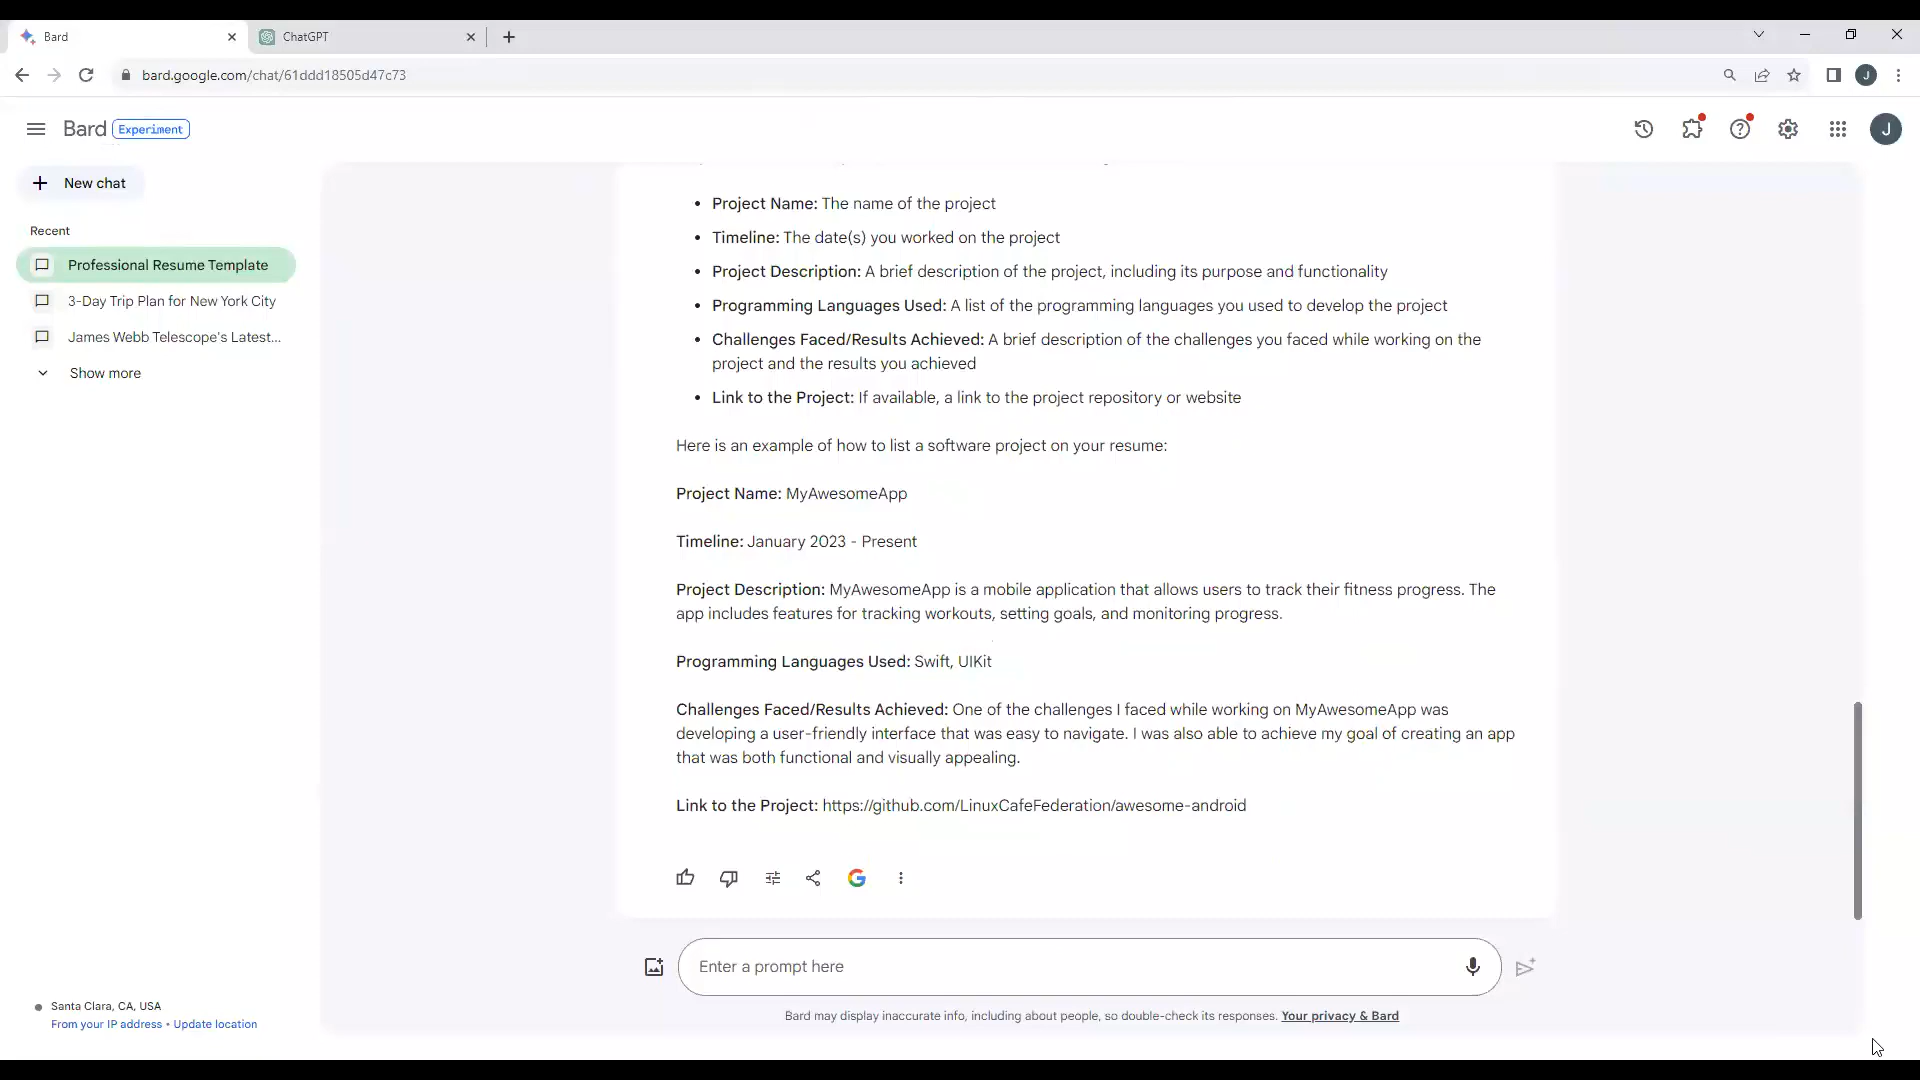 Bard
ChatGPT
bard.google.com/chat/61ddd18505d47c73
J
Bard Experiment
J
New chat
Recent
Professional Resume Template
3-Day Trip Plan for New York City
James Webb Telescope's Latest...
Show more
• Project Name: The name of the project
• Timeline: The date(s) you worked on the project
• Project Description: A brief description of the project, including its purpose and functionality
• Programming Languages Used: A list of the programming languages you used to develop the project
• Challenges Faced/Results Achieved: A brief description of the challenges you faced while working on the
project and the results you achieved
• Link to the Project: If available, a link to the project repository or website
Here is an example of how to list a software project on your resume:
Project Name: MyAwesomeApp
Timeline: January 2023 - Present
Project Description: MyAwesomeApp is a mobile application that allows users to track their fitness progress. The
app includes features for tracking workouts, setting goals, and monitoring progress.
Programming Languages Used: Swift, UIKit
Challenges Faced/Results Achieved: One of the challenges I faced while working on MyAwesomeApp was
developing a user-friendly interface that was easy to navigate. I was also able to achieve my goal of creating an app
that was both functional and visually appealing.
Link to the Project: https://github.com/LinuxCafeFederation/awesome-android
G
Enter a prompt here
Santa Clara, CA, USA
From your IP address • Update location
Bard may display inaccurate info, including about people, so double-check its responses. Your privacy & Bard